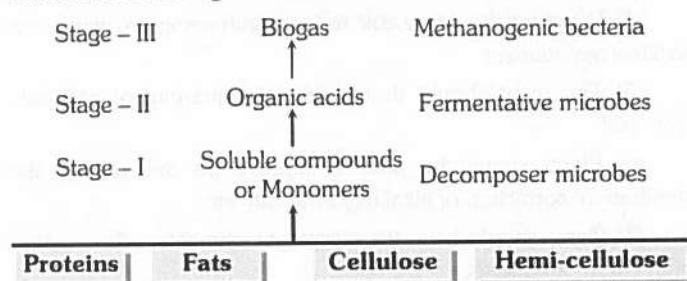 Stage – III Biogas Methanogenic becteria
Stage – II Organic acids Fermentative microbes
Stage – I Soluble compounds or Monomers Decomposer microbes
Proteins Fats Cellulose Hemi-cellulose